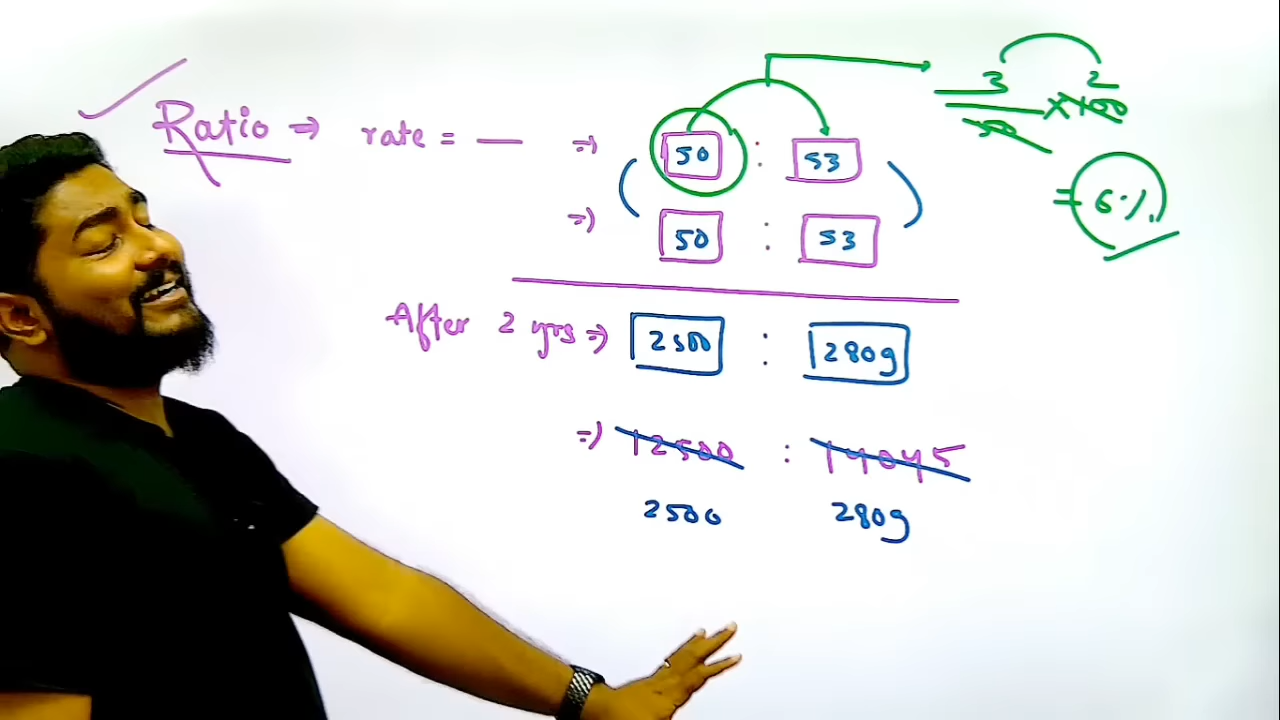 Ratio => rate = — => 50 : 53
3 2
50 × 100
= 6%
=> 50 : 53
After 2 yrs => 2500 : 2809
=> 12500 : 14045
2500 2809